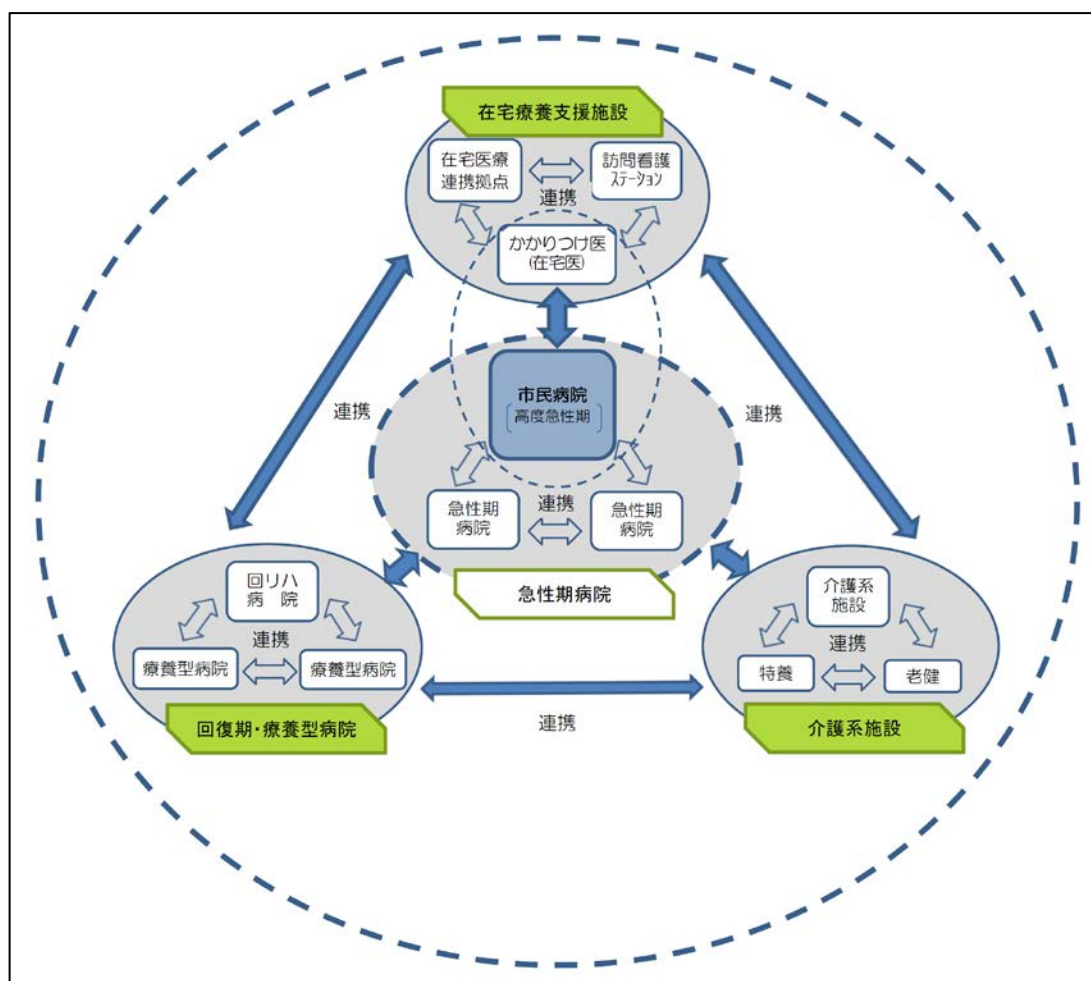 在宅療養支援施設
在宅医療
連携拠点
訪問看護
ステーション
連携
かかりつけ医
(在宅医)
連携
連携
市民病院
[高度急性期]
連携
急性期
病院
急性期
病院
急性期病院
回リハ
病 院
連携
療養型病院
療養型病院
回復期・療養型病院
介護系
施設
連携
特養
老健
介護系施設
連携